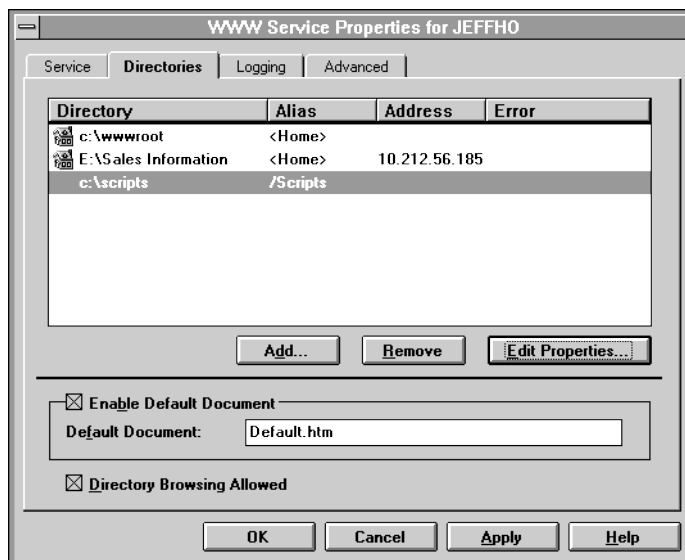 WWW Service Properties for JEFFHO
Service Directories Logging Advanced
Directory Alias Address Error
c:\wwwroot <Home>
E:\Sales Information <Home> 10.212.56.185
c:\scripts /Scripts
Add... Remove Edit Properties...
Enable Default Document
Default Document: Default.htm
Directory Browsing Allowed
OK Cancel Apply Help